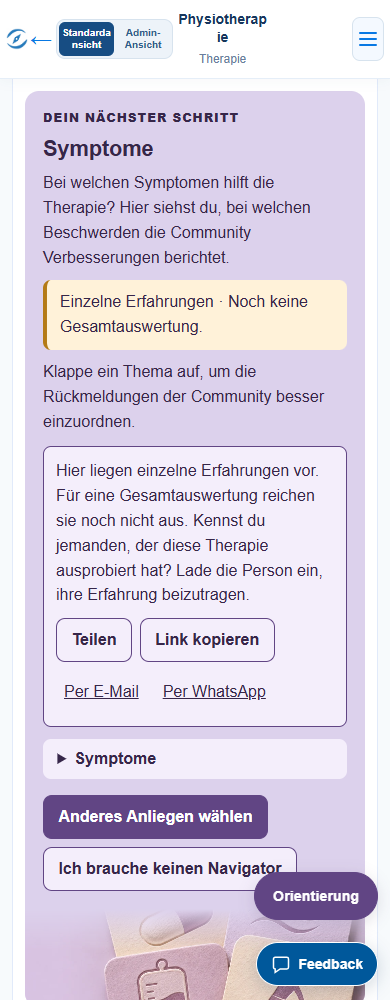 Standarda
nsicht
Admin-
Ansicht
Physiotherap
ie
Therapie
DEIN NÄCHSTER SCHRITT
Symptome
Bei welchen Symptomen hilft die
Therapie? Hier siehst du, bei welchen
Beschwerden die Community
Verbesserungen berichtet.
Einzelne Erfahrungen · Noch keine
Gesamtauswertung.
Klappe ein Thema auf, um die
Rückmeldungen der Community besser
einzuordnen.
Hier liegen einzelne Erfahrungen vor.
Für eine Gesamtauswertung reichen
sie noch nicht aus. Kennst du
jemanden, der diese Therapie
ausprobiert hat? Lade die Person ein,
ihre Erfahrung beizutragen.
Teilen
Link kopieren
Per E-Mail
Per WhatsApp
Symptome
Anderes Anliegen wählen
Ich brauche keinen Navigator
Orientierung
Feedback